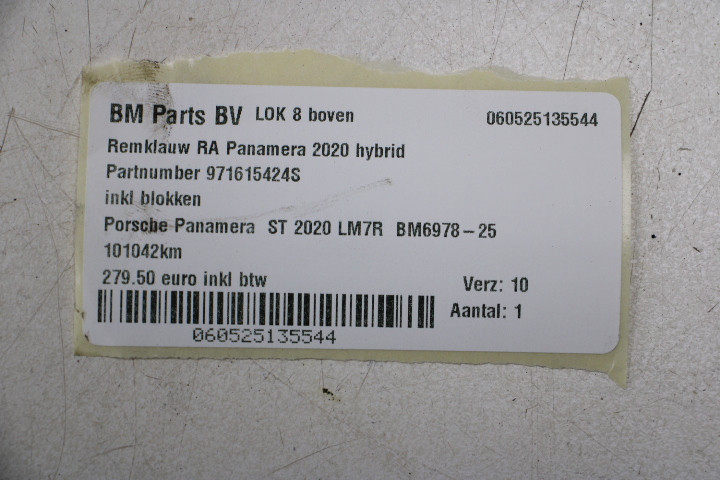 BM Parts BV LOK 8 boven 060525135544
Remklauw RA Panamera 2020 hybrid
Partnumber 971615424S
inkl blokken
Porsche Panamera ST 2020 LM7R BM6978-25
101042km
279.50 euro inkl btw Verz: 10
Aantal: 1
060525135544